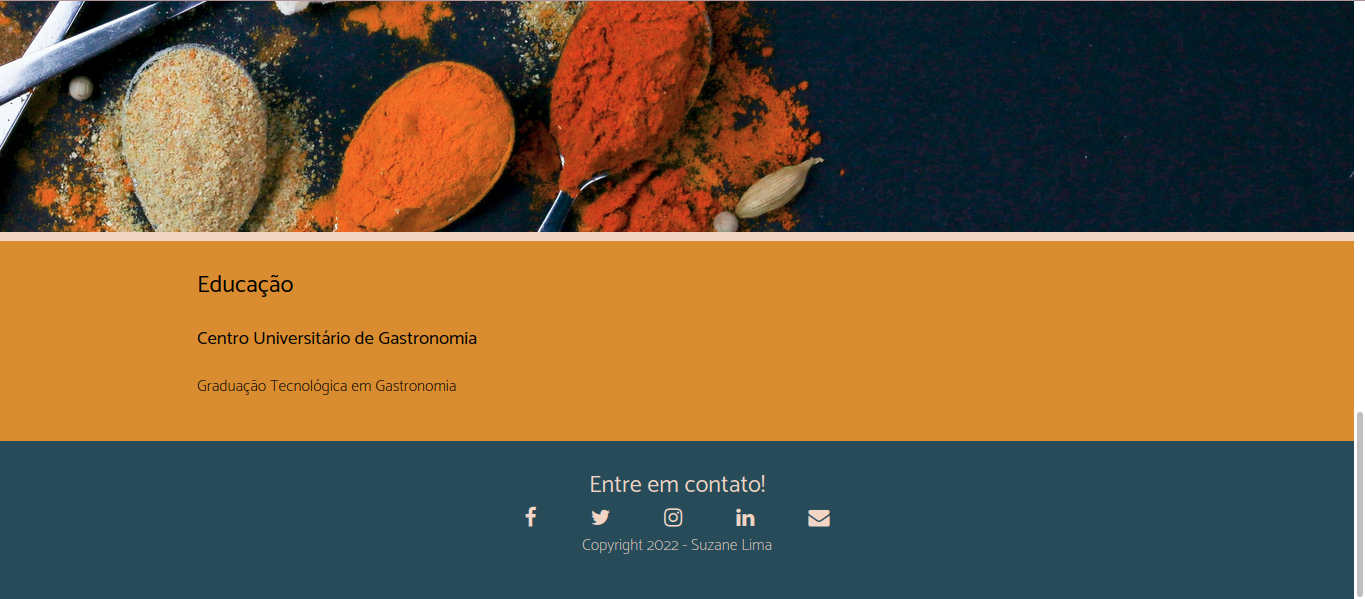 Educação
Centro Universitário de Gastronomia
Graduação Tecnológica em Gastronomia
Entre em contato!
Copyright 2022 - Suzane Lima